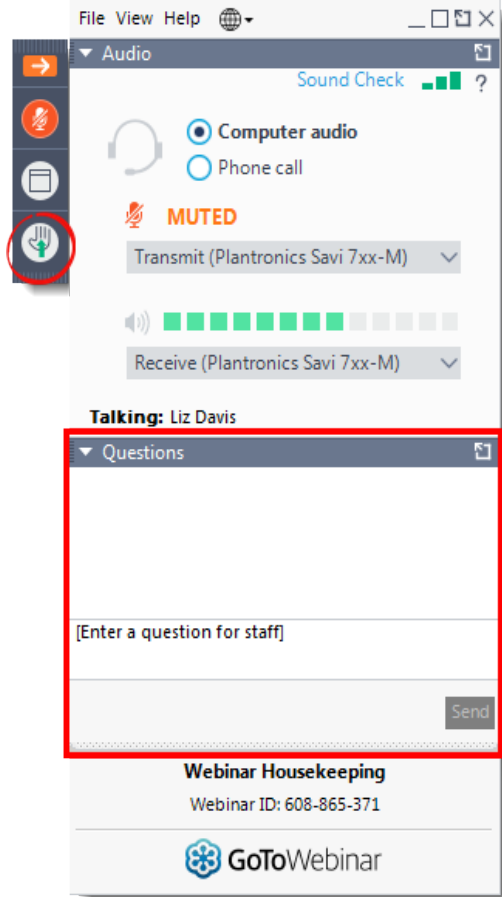 File View Help
Audio
Sound Check ?
Computer audio
Phone call
MUTED
Transmit (Plantronics Savi 7xx-M)
Receive (Plantronics Savi 7xx-M)
Talking: Liz Davis
Questions
[Enter a question for staff]
Send
Webinar Housekeeping
Webinar ID: 608-865-371
GoToWebinar